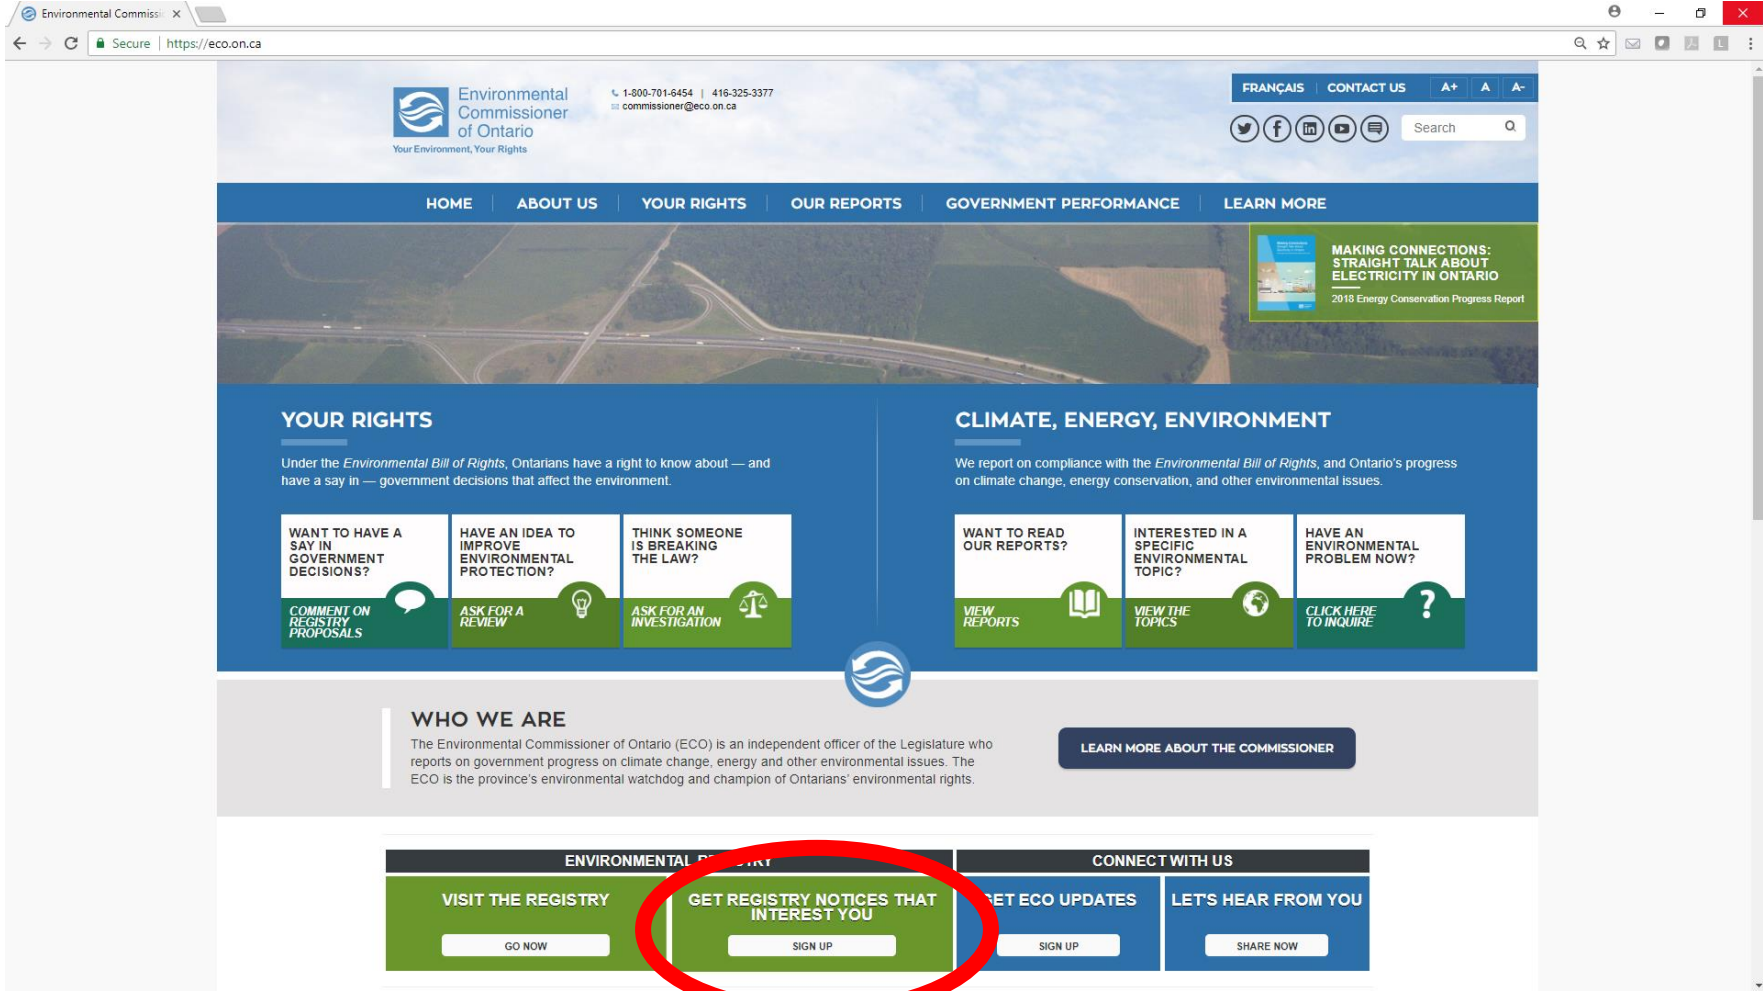 Environmental Commissi
Secure | https://eco.on.ca
L
Environmental
Commissioner
of Ontario
Your Environment, Your Rights
1-800-701-6454 | 416-325-3377
commissioner@eco.on.ca
FRANÇAIS CONTACT US A+ A A-
Search
HOME ABOUT US YOUR RIGHTS OUR REPORTS GOVERNMENT PERFORMANCE LEARN MORE
MAKING CONNECTIONS:
STRAIGHT TALK ABOUT
ELECTRICITY IN ONTARIO
2018 Energy Conservation Progress Report
YOUR RIGHTS
Under the Environmental Bill of Rights, Ontarians have a right to know about — and
have a say in — government decisions that affect the environment.
WANT TO HAVE A
SAY IN
GOVERNMENT
DECISIONS?
COMMENT ON
REGISTRY
PROPOSALS
HAVE AN IDEA TO
IMPROVE
ENVIRONMENTAL
PROTECTION?
ASK FOR A
REVIEW
THINK SOMEONE
IS BREAKING
THE LAW?
ASK FOR AN
INVESTIGATION
CLIMATE, ENERGY, ENVIRONMENT
We report on compliance with the Environmental Bill of Rights, and Ontario's progress
on climate change, energy conservation, and other environmental issues.
WANT TO READ
OUR REPORTS?
VIEW
REPORTS
INTERESTED IN A
SPECIFIC
ENVIRONMENTAL
TOPIC?
VIEW THE
TOPICS
HAVE AN
ENVIRONMENTAL
PROBLEM NOW?
CLICK HERE
TO INQUIRE
?
WHO WE ARE
The Environmental Commissioner of Ontario (ECO) is an independent officer of the Legislature who
reports on government progress on climate change, energy and other environmental issues. The
ECO is the province's environmental watchdog and champion of Ontarians' environmental rights.
LEARN MORE ABOUT THE COMMISSIONER
ENVIRONMENTAL REGISTRY
VISIT THE REGISTRY
GO NOW
GET REGISTRY NOTICES THAT
INTEREST YOU
SIGN UP
CONNECT WITH US
GET ECO UPDATES
SIGN UP
LET'S HEAR FROM YOU
SHARE NOW